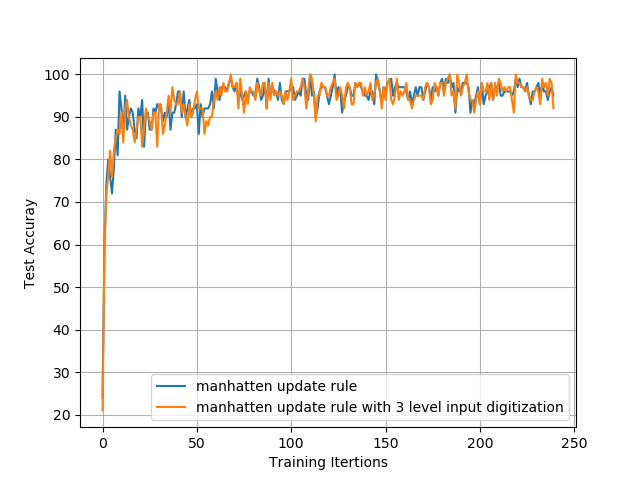 100
90
80
70
60
50
40
30
20
Test Accuray
manhatten update rule
manhatten update rule with 3 level input digitization
0 50 100 150 200 250
Training Itertions